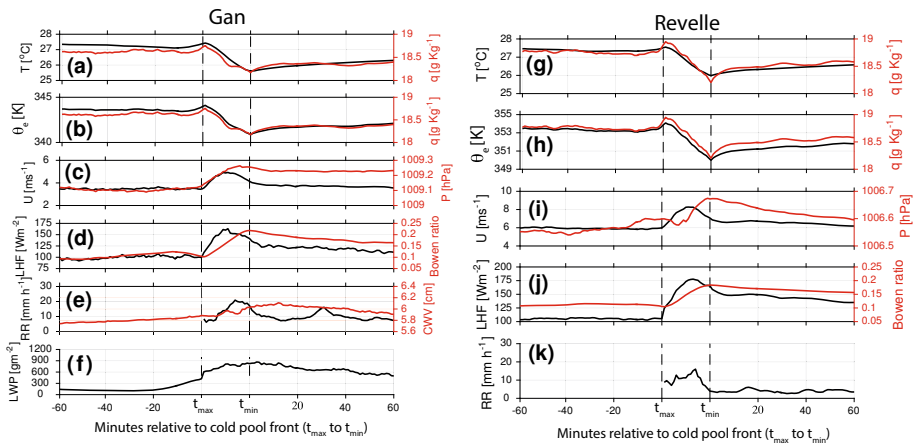 Gan
28
27
26
25
T [°C]
(a)
19
18.5
18
q [g Kg-1]
345
340
θe [K]
(b)
19
18.5
18
q [g Kg-1]
6
4
2
U [ms-1]
(c)
1009.3
1009.2
1009.1
1009
P [hPa]
175
150
125
100
75
LHF [Wm-2]
(d)
0.2
0.15
0.1
0.05
Bowen ratio
30
20
10
0
RR [mm h-1]
(e)
6.4
6.2
6
5.8
5.6
CWV [cm]
1200
900
600
300
0
LWP [gm-2]
(f)
-60 -40 -20 tmax tmin 20 40 60
Minutes relative to cold pool front (tmax to tmin)
Revelle
28
27
26
25
T [°C]
(g)
19
18.5
18
q [g Kg-1]
355
353
351
349
θe [K]
(h)
19
18.5
18
q [g Kg-1]
10
8
6
4
U [ms-1]
(i)
1006.7
1006.6
1006.5
P [hPa]
200
175
150
125
100
LHF [Wm-2]
(j)
0.25
0.2
0.15
0.1
0.05
Bowen ratio
30
20
10
0
RR [mm h-1]
(k)
-60 -40 -20 tmax tmin 20 40 60
Minutes relative to cold pool front (tmax to tmin)